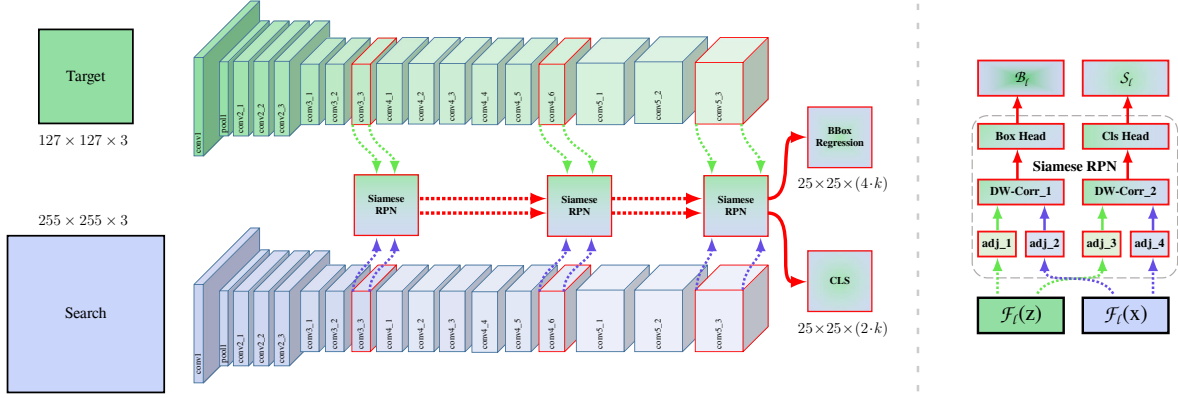 Target
127 × 127 × 3
conv1
pool1
conv2_1
conv2_2
conv2_3
conv3_1
conv3_2
conv3_3
conv4_1
conv4_2
conv4_3
conv4_4
conv4_5
conv4_6
conv5_1
conv5_2
conv5_3
BBox
Regression
25×25×(4·k)
Siamese
RPN
Siamese
RPN
Siamese
RPN
255 × 255 × 3
Search
conv1
pool1
conv2_1
conv2_2
conv2_3
conv3_1
conv3_2
conv3_3
conv4_1
conv4_2
conv4_3
conv4_4
conv4_5
conv4_6
conv5_1
conv5_2
conv5_3
CLS
25×25×(2·k)
ℬℓ 𝒮ℓ
Box Head Cls Head
Siamese RPN
DW-Corr_1 DW-Corr_2
adj_1 adj_2 adj_3 adj_4
ℱℓ(z) ℱℓ(x)